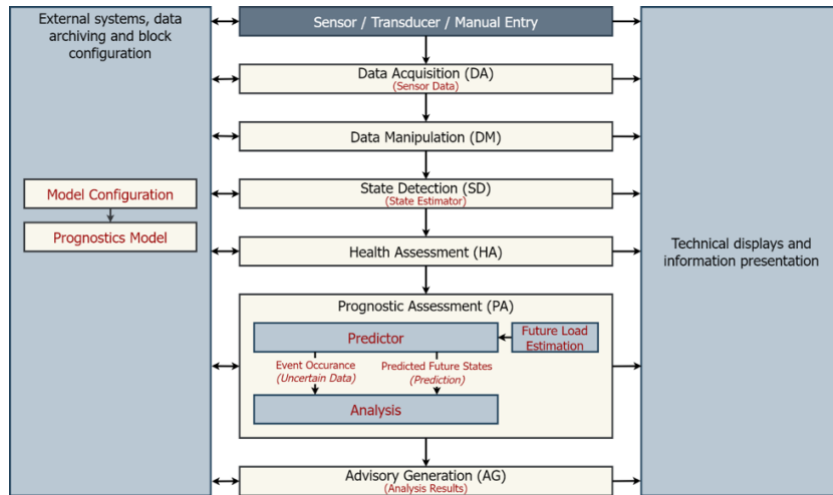 External systems, data
archiving and block
configuration
Model Configuration
Prognostics Model
Sensor / Transducer / Manual Entry
Data Acquisition (DA)
(Sensor Data)
Data Manipulation (DM)
State Detection (SD)
(State Estimator)
Health Assessment (HA)
Prognostic Assessment (PA)
Predictor
Future Load
Estimation
Event Occurance
(Uncertain Data)
Predicted Future States
(Prediction)
Analysis
Advisory Generation (AG)
(Analysis Results)
Technical displays and
information presentation